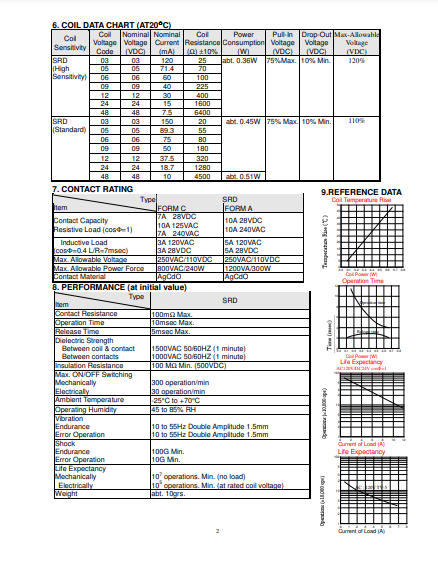 6. COIL DATA CHART (AT20°C)
Coil Sensitivity | Coil Voltage Code | Nominal Voltage (VDC) | Nominal Current (mA) | Coil Resistance (Ω) ±10% | Power Consumption (W) | Pull-In Voltage (VDC) | Drop-Out Voltage (VDC) | Max-Allowable Voltage (VDC)
SRD (High Sensitivity) | 03 | 03 | 120 | 25 | abt. 0.36W | 75%Max. | 10% Min. | 120%
05 | 05 | 71.4 | 70
06 | 06 | 60 | 100
09 | 09 | 40 | 225
12 | 12 | 30 | 400
24 | 24 | 15 | 1600
48 | 48 | 7.5 | 6400
SRD (Standard) | 03 | 03 | 150 | 20 | abt. 0.45W | 75% Max. | 10% Min. | 110%
05 | 05 | 89.3 | 55
06 | 06 | 75 | 80
09 | 09 | 50 | 180
12 | 12 | 37.5 | 320
24 | 24 | 18.7 | 1280
48 | 48 | 10 | 4500 | abt. 0.51W
7. CONTACT RATING
Type | SRD
Item | FORM C | FORM A
Contact Capacity
Resistive Load (cosΦ=1)
7A 28VDC
10A 125VAC
7A 240VAC
10A 28VDC
10A 240VAC
Inductive Load
(cosΦ=0.4 L/R=7msec)
3A 120VAC
3A 28VDC
5A 120VAC
5A 28VDC
Max. Allowable Voltage | 250VAC/110VDC | 250VAC/110VDC
Max. Allowable Power Force | 800VAC/240W | 1200VA/300W
Contact Material | AgCdO | AgCdO
8. PERFORMANCE (at initial value)
Type | SRD
Item
Contact Resistance | 100mΩ Max.
Operation Time | 10msec Max.
Release Time | 5msec Max.
Dielectric Strength
Between coil & contact | 1500VAC 50/60HZ (1 minute)
Between contacts | 1000VAC 50/60HZ (1 minute)
Insulation Resistance | 100 MΩ Min. (500VDC)
Max. ON/OFF Switching
Mechanically | 300 operation/min
Electrically | 30 operation/min
Ambient Temperature | -25°C to +70°C
Operating Humidity | 45 to 85% RH
Vibration
Endurance | 10 to 55Hz Double Amplitude 1.5mm
Error Operation | 10 to 55Hz Double Amplitude 1.5mm
Shock
Endurance | 100G Min.
Error Operation | 10G Min.
Life Expectancy
Mechanically | 10⁷ operations. Min. (no load)
Electrically | operations. Min. (at rated coil voltage)
Weight | abt. 10grs.
9.REFERENCE DATA
Coil Temperature Rise
Temperature Rise (°C)
Coil Power (W)
Operation Time
Time (msec)
Coil Power (W)
Life Expectancy
Current of Load (A)
Life Expectancy
Current of Load (A)
2